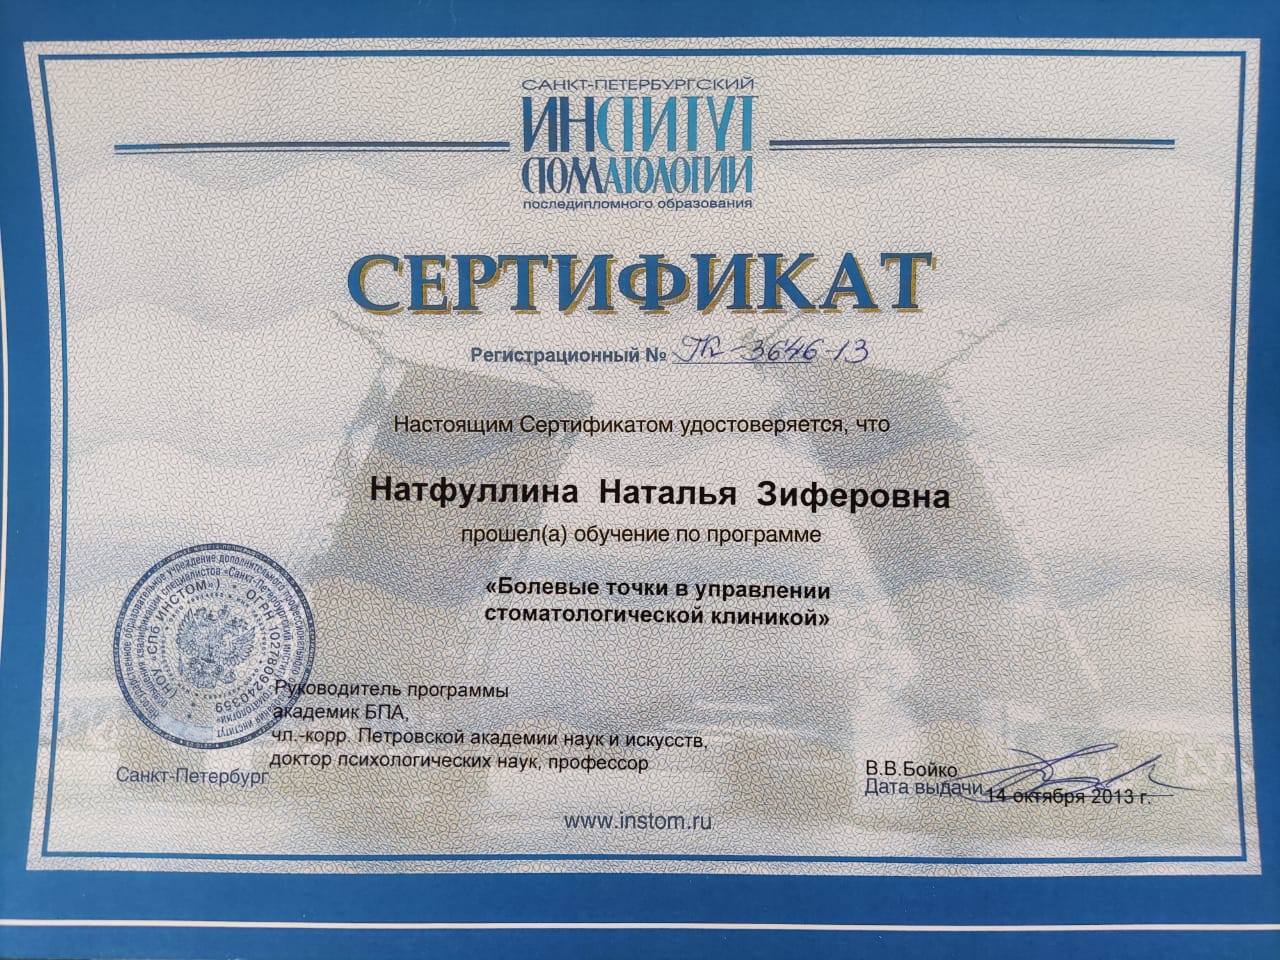 САНКТ-ПЕТЕРБУРГСКИЙ
ИНСТИТУТ
СТОМАТОЛОГИИ
последипломного образования
СЕРТИФИКАТ
Регистрационный № ПК-3646-13
Настоящим Сертификатом удостоверяется, что
Натфуллина Наталья Зиферовна
прошел(а) обучение по программе
«Болевые точки в управлении
стоматологической клиникой»
(НОУ «СПб ИНСТОМ») • ОГРН 1027809240359
Руководитель программы
академик БПА,
чл.-корр. Петровской академии наук и искусств,
доктор психологических наук, профессор
Санкт-Петербург
В.В.Бойко
Дата выдачи 14 октября 2013 г.
www.instom.ru